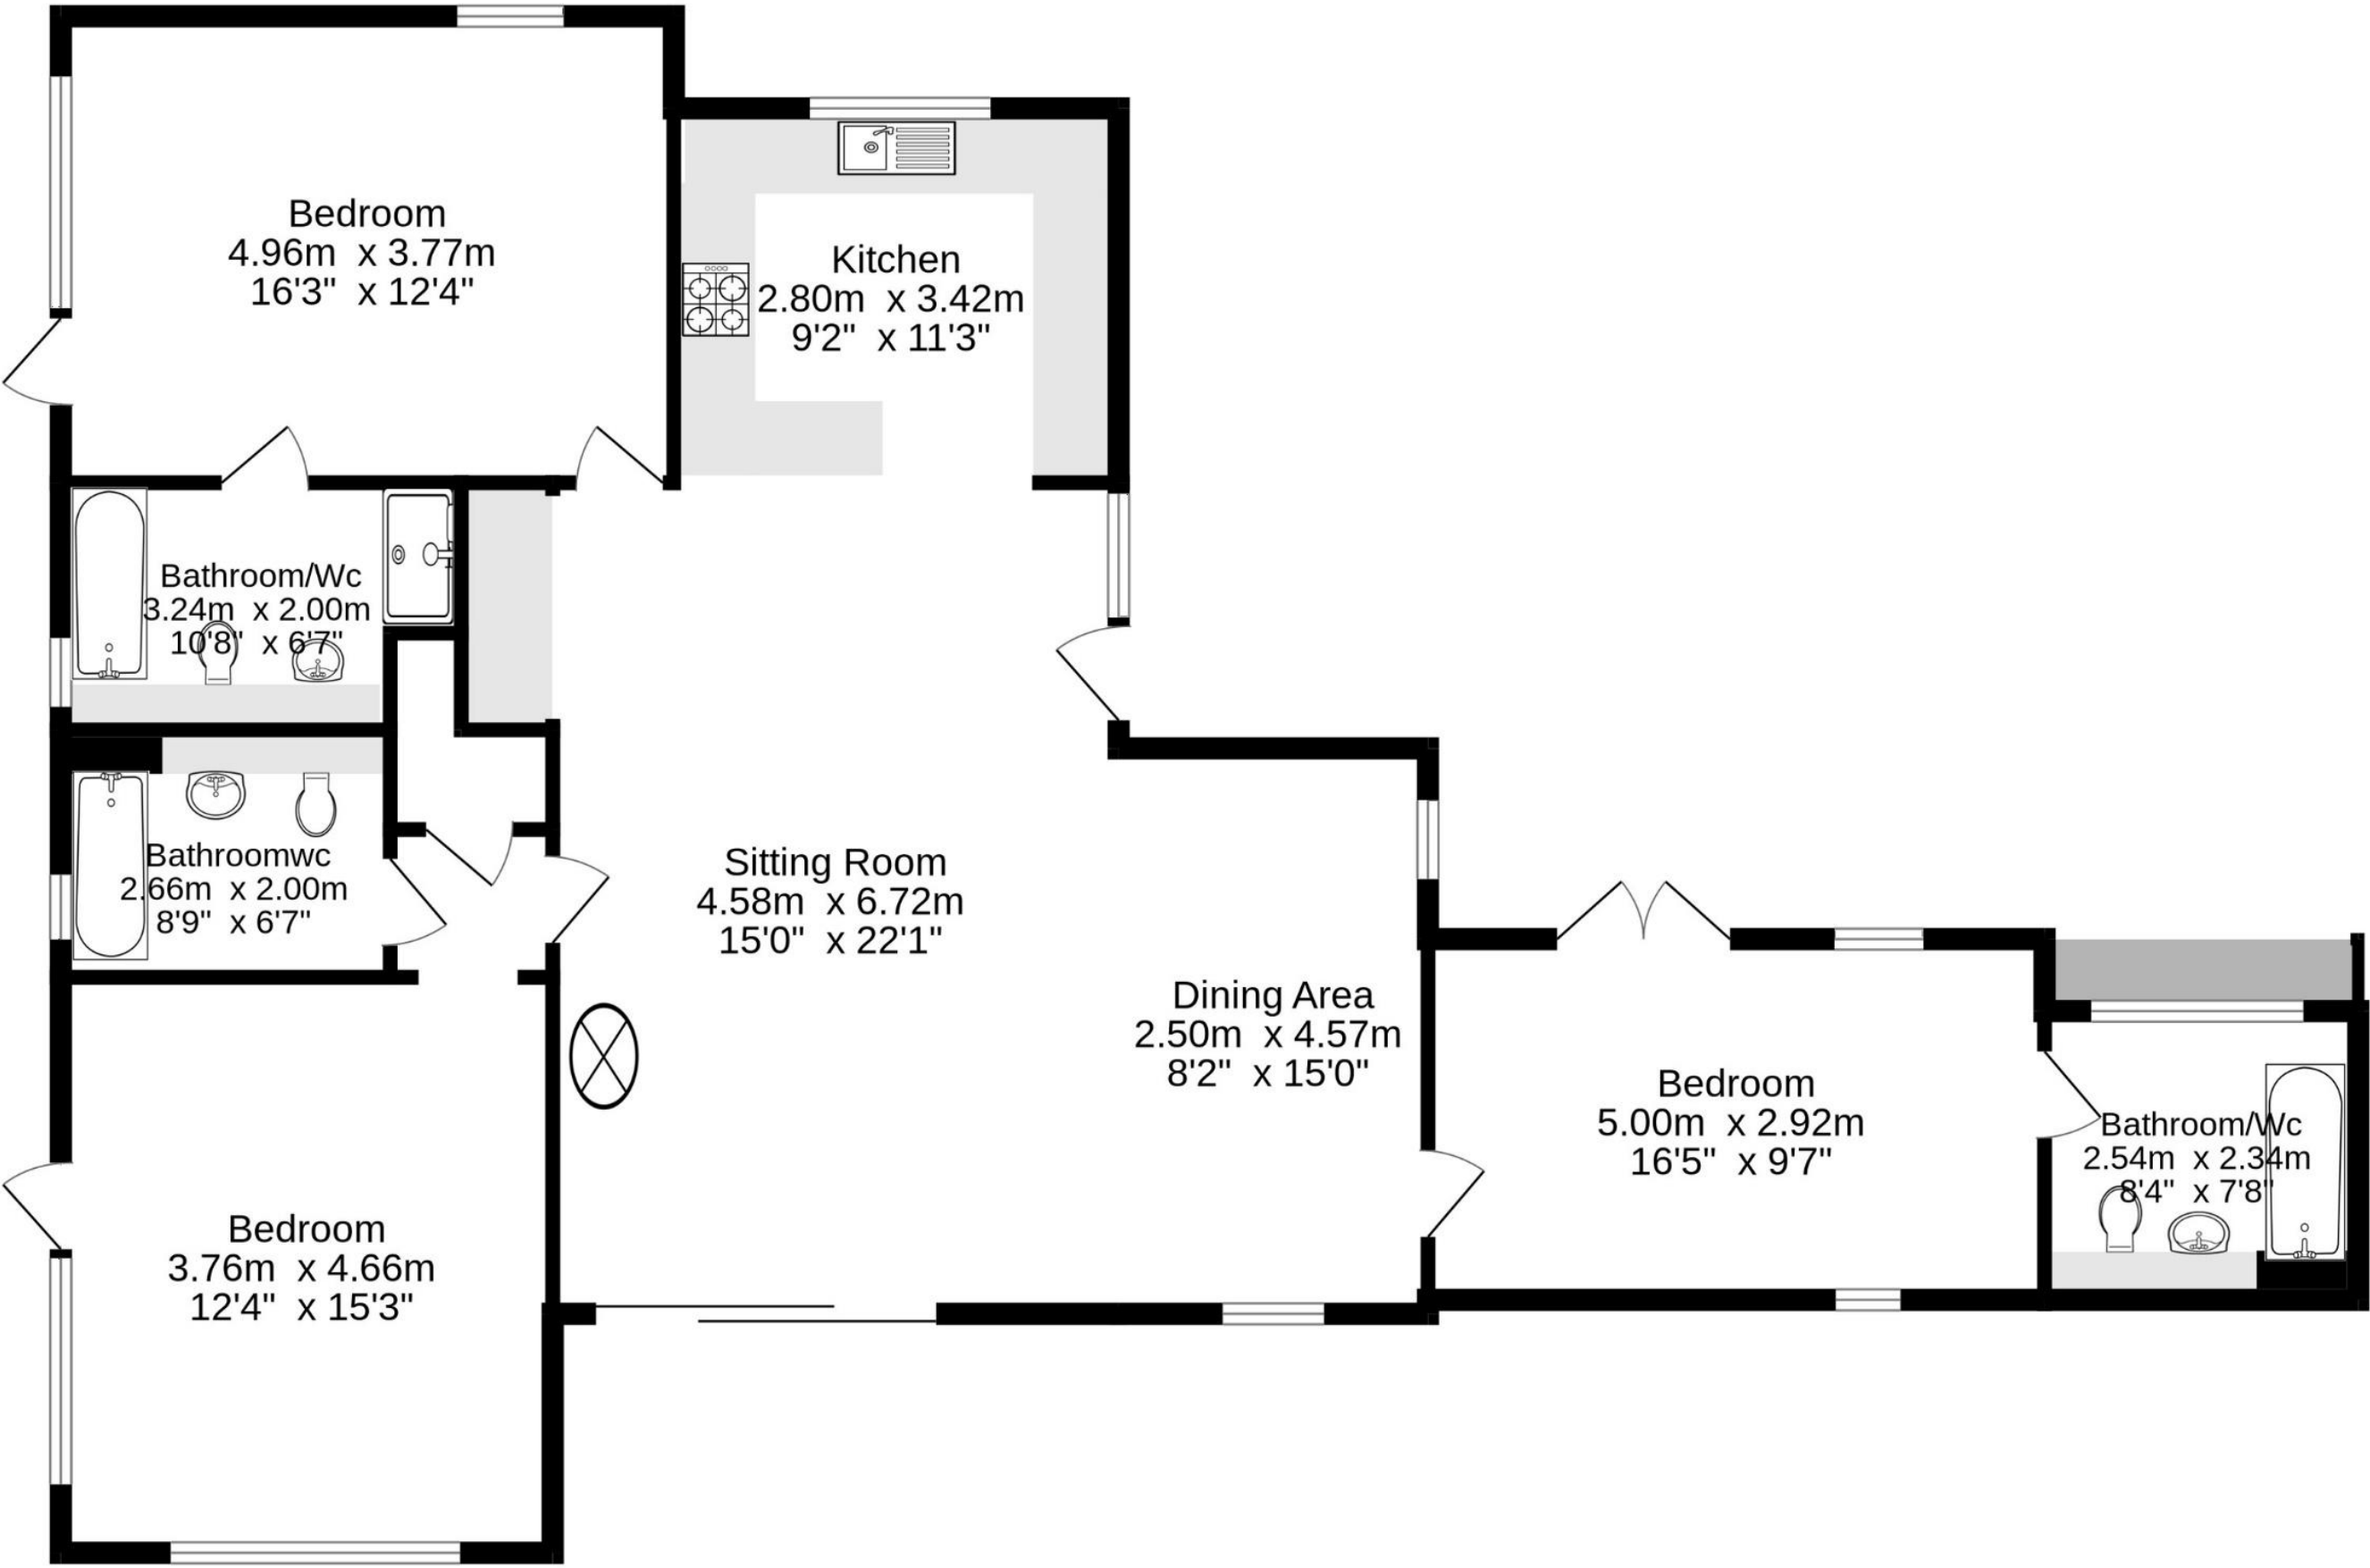 Bedroom
4.96m x 3.77m
16'3" x 12'4"
Kitchen
2.80m x 3.42m
9'2" x 11'3"
Bathroom/Wc
3.24m x 2.00m
10'8" x 6'7"
Bathroomwc
2.66m x 2.00m
8'9" x 6'7"
Sitting Room
4.58m x 6.72m
15'0" x 22'1"
Dining Area
2.50m x 4.57m
8'2" x 15'0"
Bedroom
5.00m x 2.92m
16'5" x 9'7"
Bathroom/Wc
2.54m x 2.34m
8'4" x 7'8"
Bedroom
3.76m x 4.66m
12'4" x 15'3"